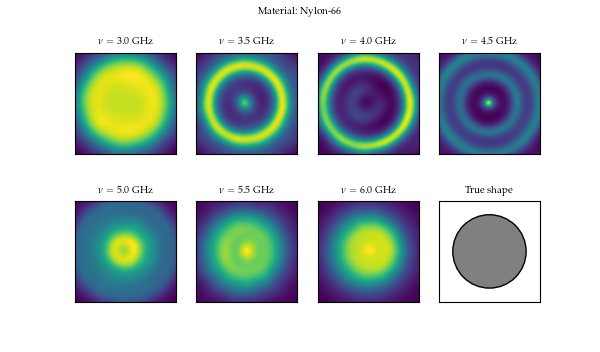 Material: Nylon-66
ν = 3.0 GHz
ν = 3.5 GHz
ν = 4.0 GHz
ν = 4.5 GHz
ν = 5.0 GHz
ν = 5.5 GHz
ν = 6.0 GHz
True shape